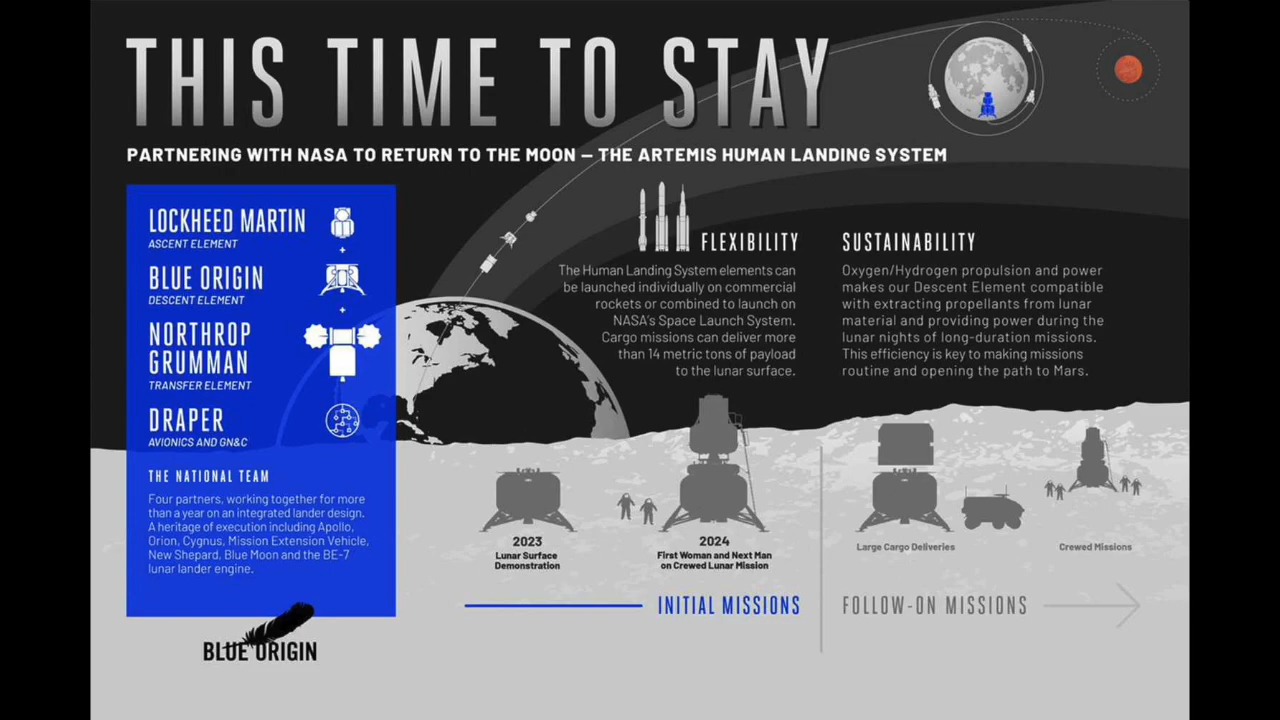 THIS TIME TO STAY
PARTNERING WITH NASA TO RETURN TO THE MOON – THE ARTEMIS HUMAN LANDING SYSTEM
LOCKHEED MARTIN
ASCENT ELEMENT
+
BLUE ORIGIN
DESCENT ELEMENT
+
NORTHROP
GRUMMAN
TRANSFER ELEMENT
DRAPER
AVIONICS AND GN&C
THE NATIONAL TEAM
Four partners, working together for more
than a year on an integrated lander design.
A heritage of execution including Apollo,
Orion, Cygnus, Mission Extension Vehicle,
New Shepard, Blue Moon and the BE-7
lunar lander engine.
BLUE ORIGIN
FLEXIBILITY
The Human Landing System elements can
be launched individually on commercial
rockets or combined to launch on
NASA's Space Launch System.
Cargo missions can deliver more
than 14 metric tons of payload
to the lunar surface.
SUSTAINABILITY
Oxygen/Hydrogen propulsion and power
makes our Descent Element compatible
with extracting propellants from lunar
material and providing power during the
lunar nights of long-duration missions.
This efficiency is key to making missions
routine and opening the path to Mars.
2023
Lunar Surface
Demonstration
2024
First Woman and Next Man
on Crewed Lunar Mission
Large Cargo Deliveries
Crewed Missions
INITIAL MISSIONS
FOLLOW-ON MISSIONS